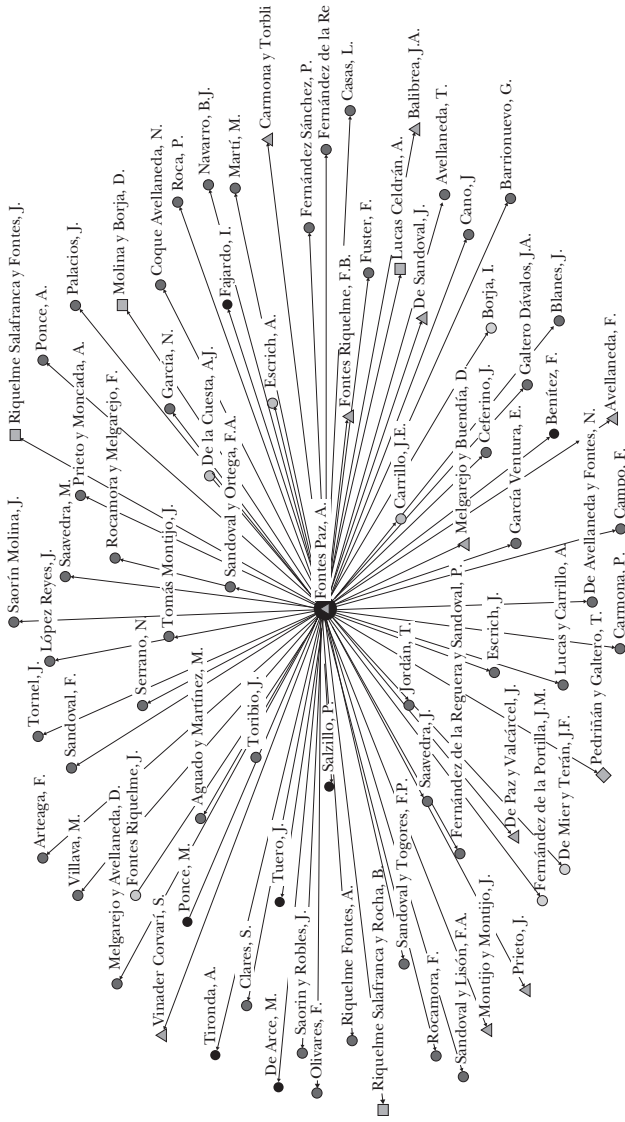 Saorín Molina, J.
Riquelme Salafranca y Fontes, J.
Tornel, J.
Arteaga, F.
Ponce, A.
López Reyes, J.
Saavedra, M.
Sandoval, F.
Palacios, J.
Villava, M.
Prieto y Moncada, A.
Rocamora y Melgarejo, F.
Melgarejo y Avellaneda, D.
Molina y Borja, D.
Fontes Riquelme, J.
Serrano, N.
Coque Avellaneda, N.
Vinader Corvarí, S.
Tomás Montijo, J.
García, N.
Roca, P.
Ponce, M.
Aguado y Martínez, M.
Navarro, B.J.
De la Cuesta, A.J.
Tironda, A.
Fajardo, I.
Sandoval y Ortega, F.A.
Martí, M.
Clares, S.
Toribio, J.
Carmona y Torbli
Escrich, A.
De Arce, M.
Tuero, J.
Saorin y Robles, J.
Fernández Sánchez, P.
Olivares, F.
Fontes Paz, A.
Fernández de la Re
Salzillo, P.
Fontes Riquelme, F.B.
Casas, L.
Riquelme Fontes, A.
Fuster, F.
Riquelme Salafranca y Rocha, B.
Lucas Celdrán, A.
Carrillo, J.E.
Sandoval y Togores, F.P.
Jordán, T.
Balibrea, J.A.
De Sandoval, J.
Saavedra, J.
Rocamora, F.
Avellaneda, T.
Fernández de la Reguera y Sandoval, P.
Sándoval y Lisón, F.A.
Melgarejo y Buendía, D.
Cano, J
Montijo y Montijo, J.
Ceferino, J.
Borja, I.
Escrich, J.
Barrionuevo, G.
De Paz y Valcárcel, J.
García Ventura, E.
Prieto, J.
Galtero Dávalos, J.A.
Fernández de la Portilla, J.M.
Benítez, F.
Blanes, J.
Lucas y Carrillo, A.
De Mier y Terán, J.F.
De Avellaneda y Fontes, N.
Pedriñán y Galtero, T.
Avellaneda, F.
Carmona, P.
Campo, F.